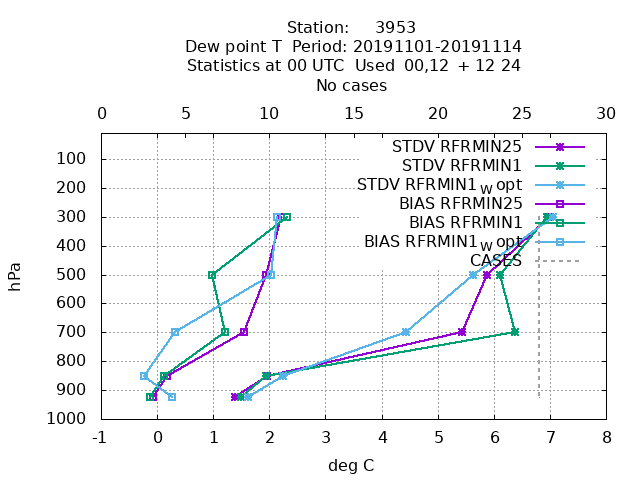 Station: 3953
Dew point T Period: 20191101-20191114
Statistics at 00 UTC Used 00,12 + 12 24
No cases
0 5 10 15 20 25 30
STDV RFRMIN25
STDV RFRMIN1
STDV RFRMIN1w opt
BIAS RFRMIN25
BIAS RFRMIN1
BIAS RFRMIN1w opt
CASES
100
200
300
400
500
600
700
800
900
1000
hPa
-1 0 1 2 3 4 5 6 7 8
deg C